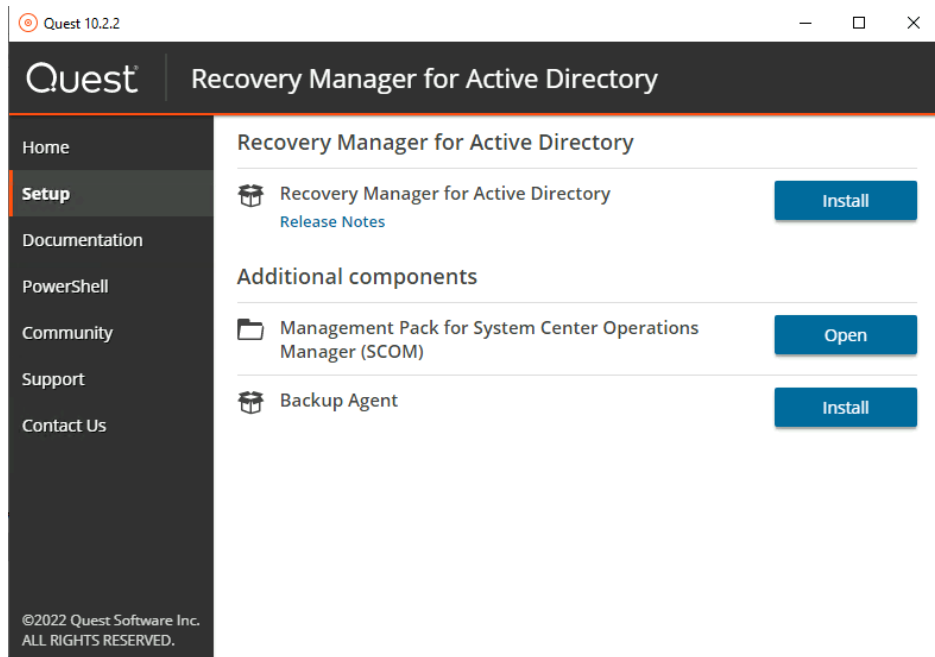 Quest 10.2.2
Quest
Recovery Manager for Active Directory
Home
Setup
Documentation
PowerShell
Community
Support
Contact Us
©2022 Quest Software Inc.
ALL RIGHTS RESERVED.
Recovery Manager for Active Directory
Recovery Manager for Active Directory
Release Notes
Install
Additional components
Management Pack for System Center Operations
Manager (SCOM)
Open
Backup Agent
Install